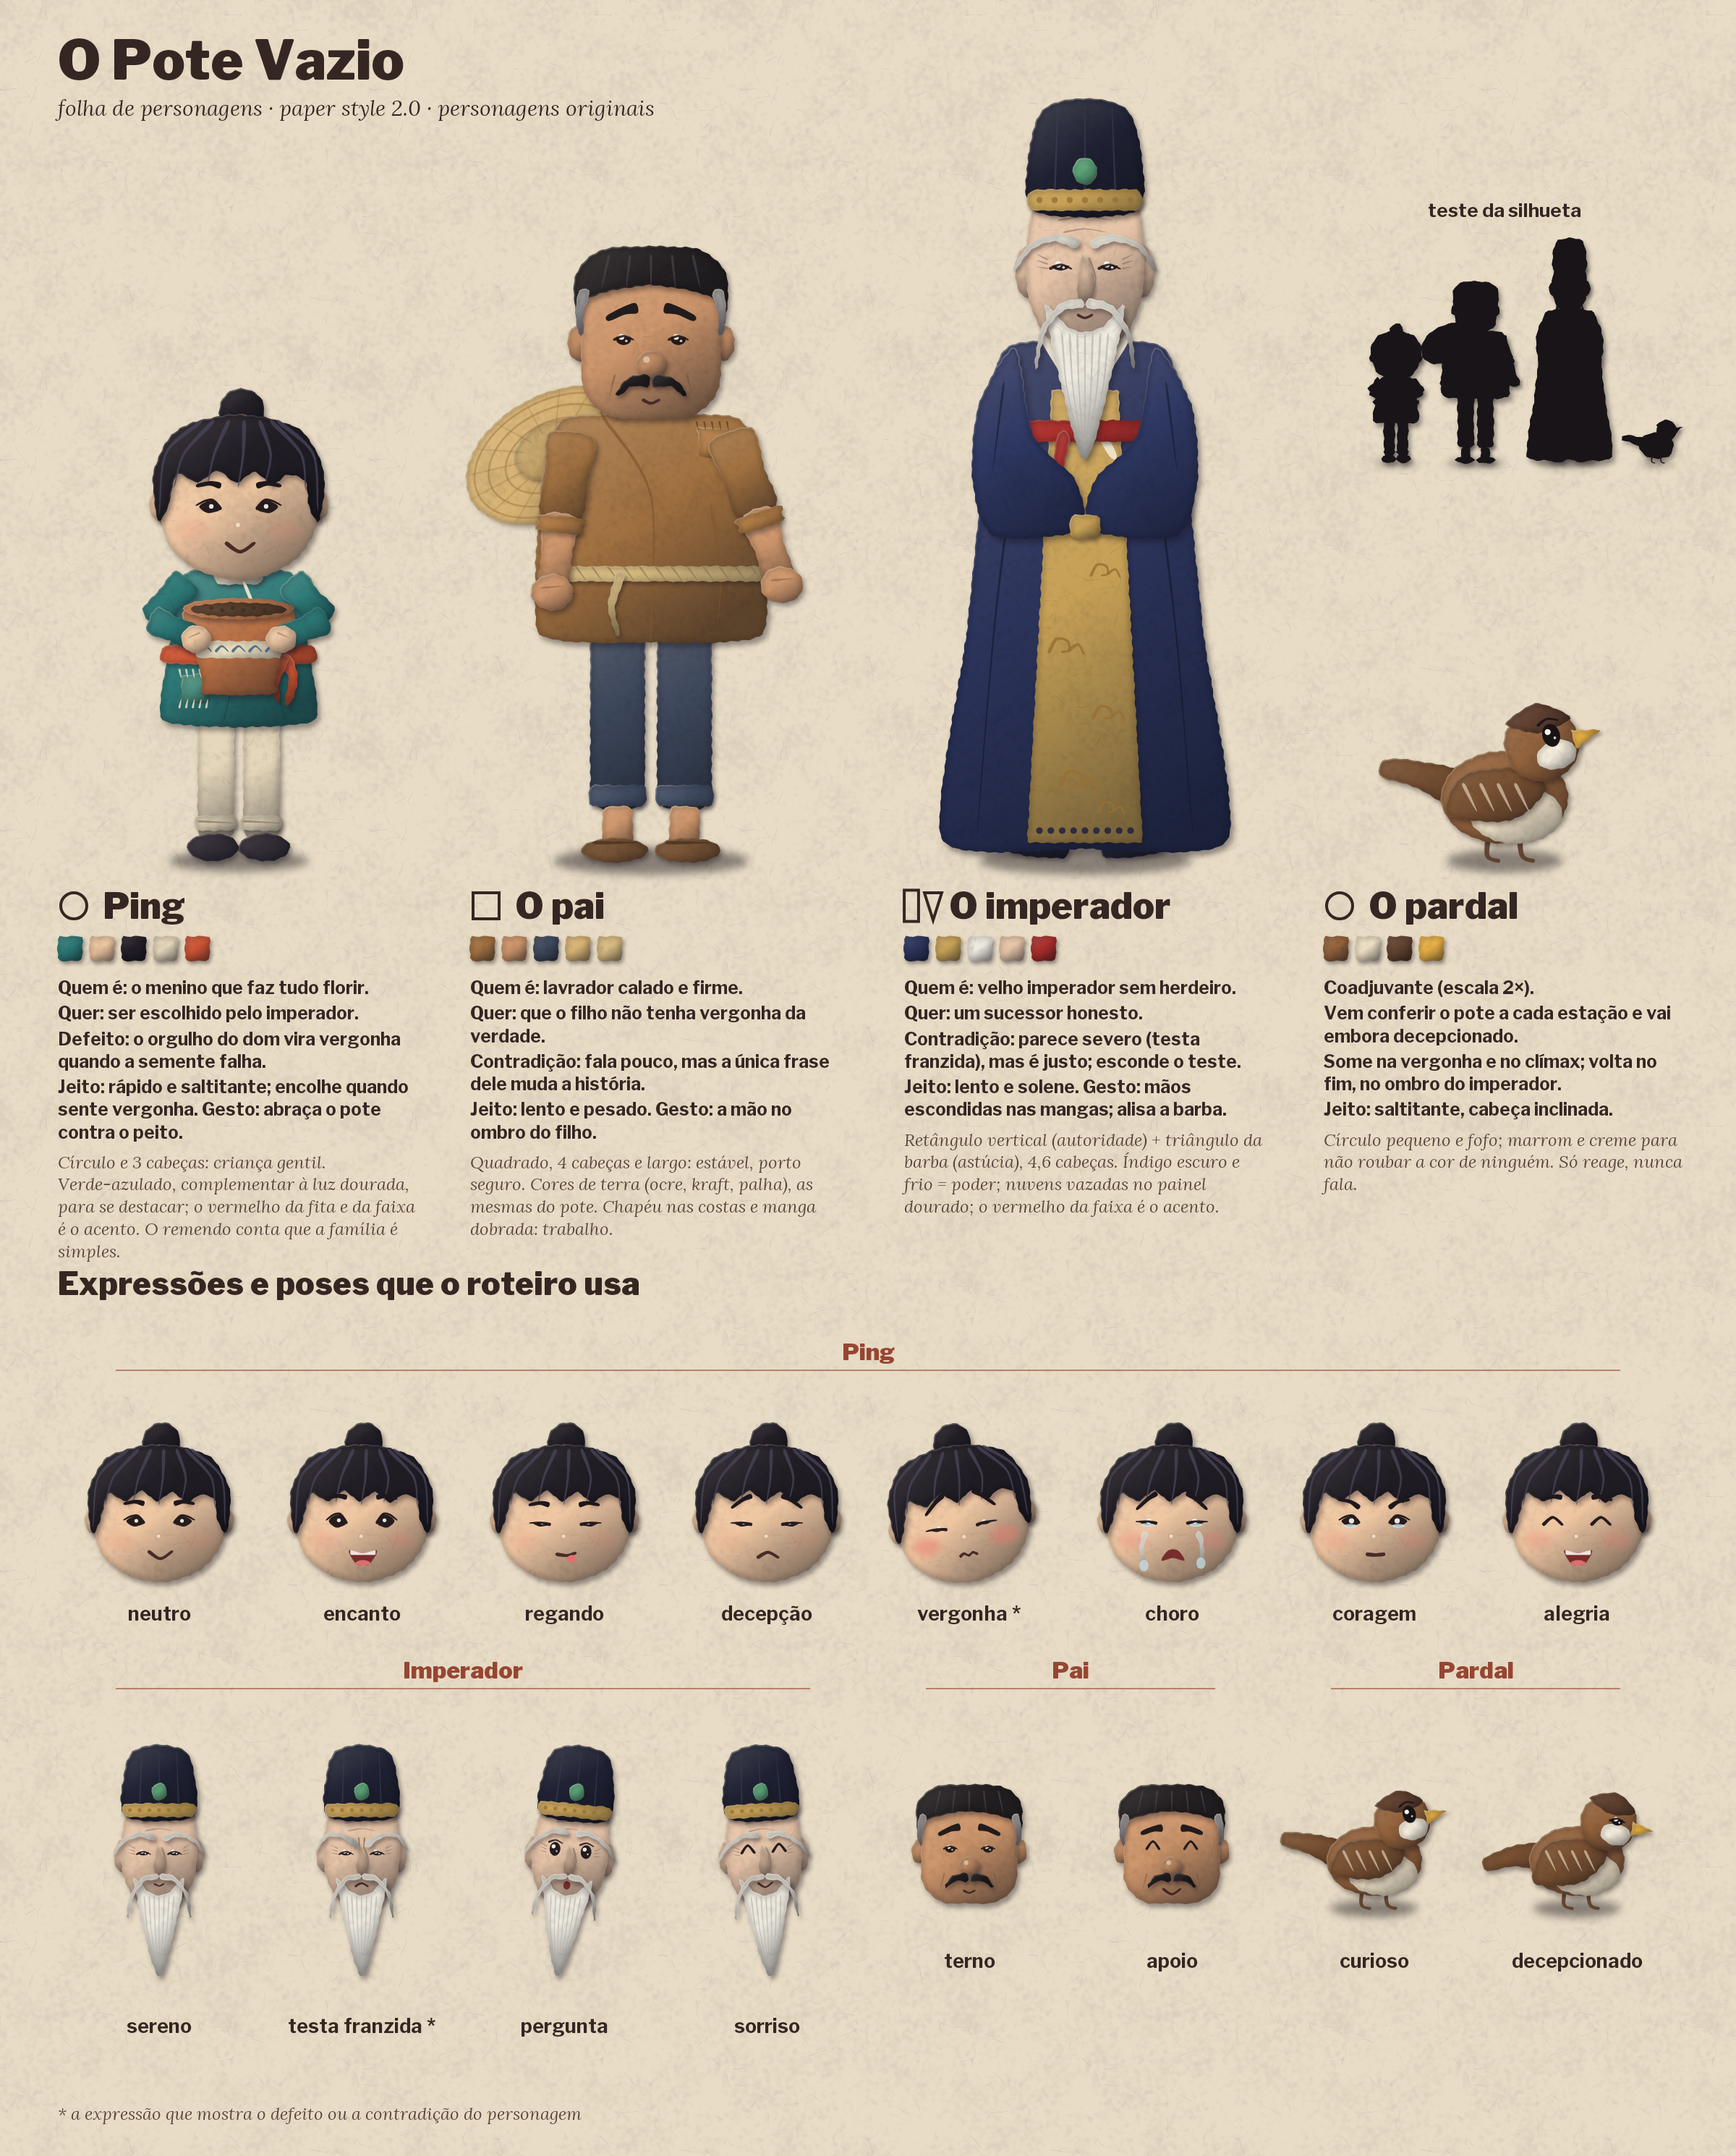 O Pote Vazio
folha de personagens · paper style 2.0 · personagens originais
teste da silhueta
Ping
Quem é: o menino que faz tudo florir.
Quer: ser escolhido pelo imperador.
Defeito: o orgulho do dom vira vergonha
quando a semente falha.
Jeito: rápido e saltitante; encolhe quando
sente vergonha. Gesto: abraça o pote
contra o peito.
Círculo e 3 cabeças: criança gentil.
Verde-azulado, complementar à luz dourada,
para se destacar; o vermelho da fita e da faixa
é o acento. O remendo conta que a família é
simples.
O pai
Quem é: lavrador calado e firme.
Quer: que o filho não tenha vergonha da
verdade.
Contradição: fala pouco, mas a única frase
dele muda a história.
Jeito: lento e pesado. Gesto: a mão no
ombro do filho.
Quadrado, 4 cabeças e largo: estável, porto
seguro. Cores de terra (ocre, kraft, palha), as
mesmas do pote. Chapéu nas costas e manga
dobrada: trabalho.
O imperador
Quem é: velho imperador sem herdeiro.
Quer: um sucessor honesto.
Contradição: parece severo (testa
franzida), mas é justo; esconde o teste.
Jeito: lento e solene. Gesto: mãos
escondidas nas mangas; alisa a barba.
Retângulo vertical (autoridade) + triângulo da
barba (astúcia), 4,6 cabeças. Índigo escuro e
frio = poder; nuvens vazadas no painel
dourado; o vermelho da faixa é o acento.
O pardal
Coadjuvante (escala 2×).
Vem conferir o pote a cada estação e vai
embora decepcionado.
Some na vergonha e no clímax; volta no
fim, no ombro do imperador.
Jeito: saltitante, cabeça inclinada.
Círculo pequeno e fofo; marrom e creme para
não roubar a cor de ninguém. Só reage, nunca
fala.
Expressões e poses que o roteiro usa
Ping
neutro
encanto
regando
decepção
vergonha *
choro
coragem
alegria
Imperador
Pai
Pardal
terno
apoio
curioso
decepcionado
sereno
testa franzida *
pergunta
sorriso
* a expressão que mostra o defeito ou a contradição do personagem